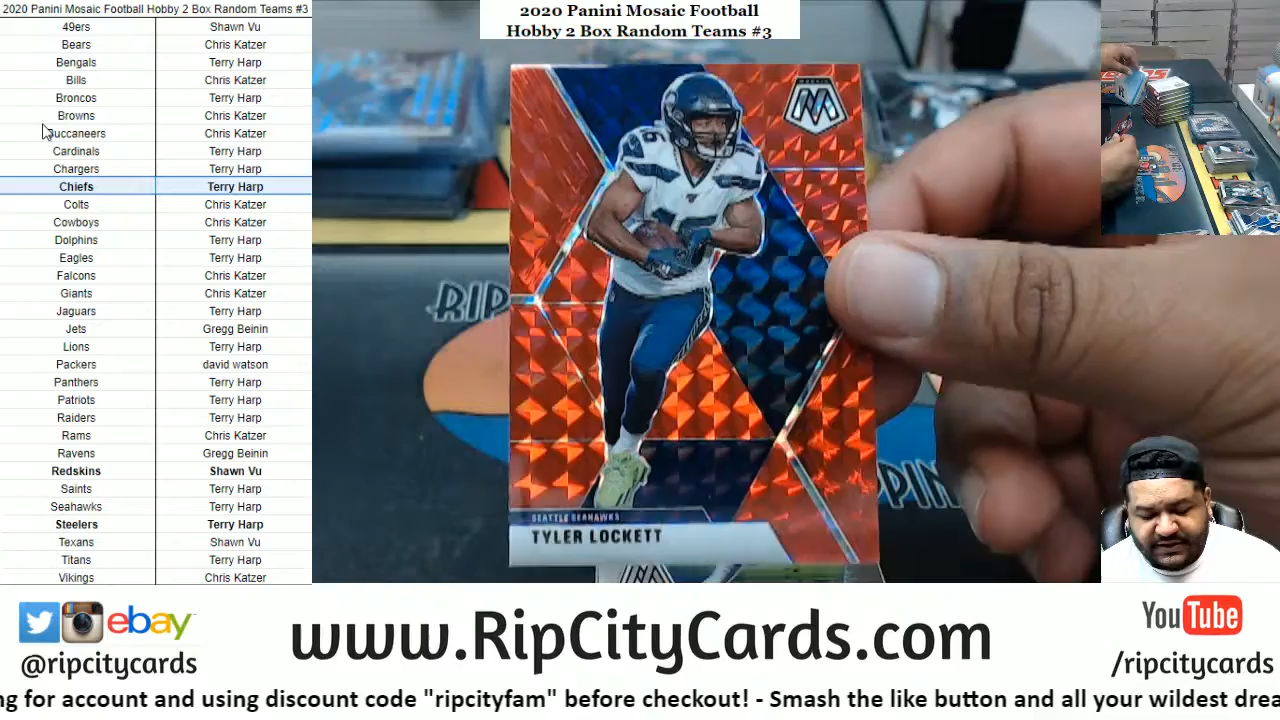 2020 Panini Mosaic Football Hobby 2 Box Random Teams #3
49ers Shawn Vu
Bears Chris Katzer
Bengals Terry Harp
Bills Chris Katzer
Broncos Terry Harp
Browns Chris Katzer
Buccaneers Chris Katzer
Cardinals Terry Harp
Chargers Terry Harp
Chiefs Terry Harp
Colts Chris Katzer
Cowboys Chris Katzer
Dolphins Terry Harp
Eagles Terry Harp
Falcons Chris Katzer
Giants Chris Katzer
Jaguars Terry Harp
Jets Gregg Beinin
Lions Terry Harp
Packers david watson
Panthers Terry Harp
Patriots Terry Harp
Raiders Terry Harp
Rams Chris Katzer
Ravens Gregg Beinin
Redskins Shawn Vu
Saints Terry Harp
Seahawks Terry Harp
Steelers Terry Harp
Texans Shawn Vu
Titans Terry Harp
Vikings Chris Katzer
2020 Panini Mosaic Football
Hobby 2 Box Random Teams #3
MOSAIC
16
RIP
PPIN
SEATTLE SEAHAWKS
TYLER LOCKETT
ebay
@ripcitycards
www.RipCityCards.com
YouTube
/ripcitycards
ng for account and using discount code "ripcityfam" before checkout! - Smash the like button and all your wildest drea